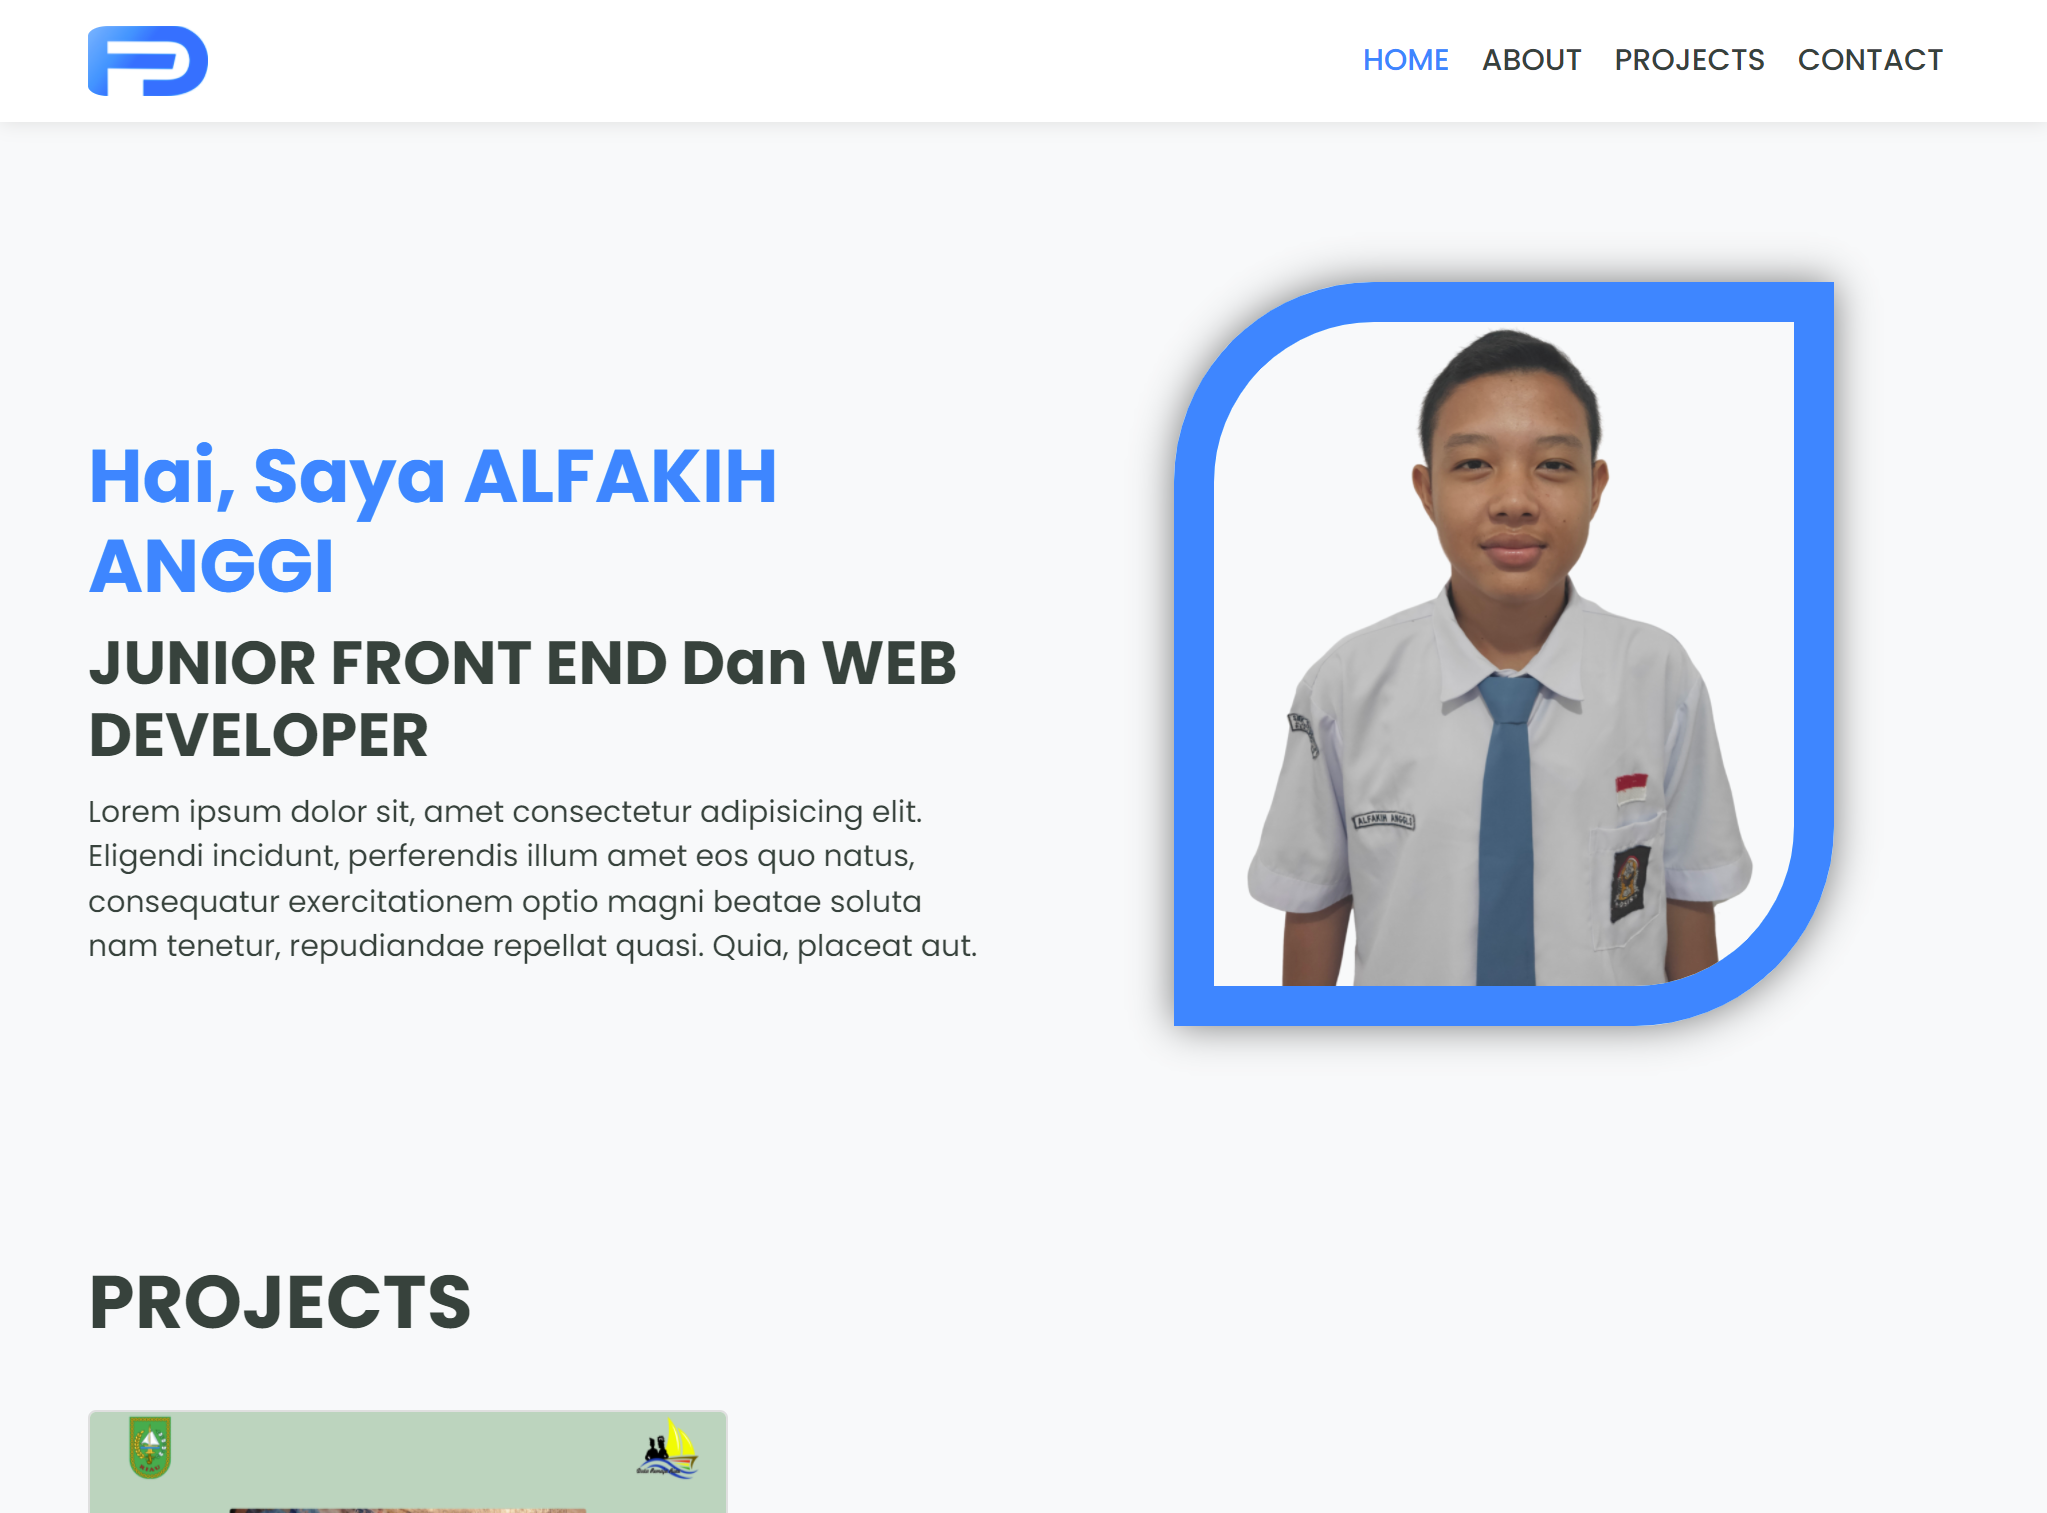 HOME ABOUT PROJECTS CONTACT
Hai, Saya ALFAKIH
ANGGI
JUNIOR FRONT END Dan WEB
DEVELOPER
Lorem ipsum dolor sit, amet consectetur adipisicing elit.
Eligendi incidunt, perferendis illum amet eos quo natus,
consequatur exercitationem optio magni beatae soluta
nam tenetur, repudiandae repellat quasi. Quia, placeat aut.
ALFAKIH ANGGI
PROJECTS
RIAU